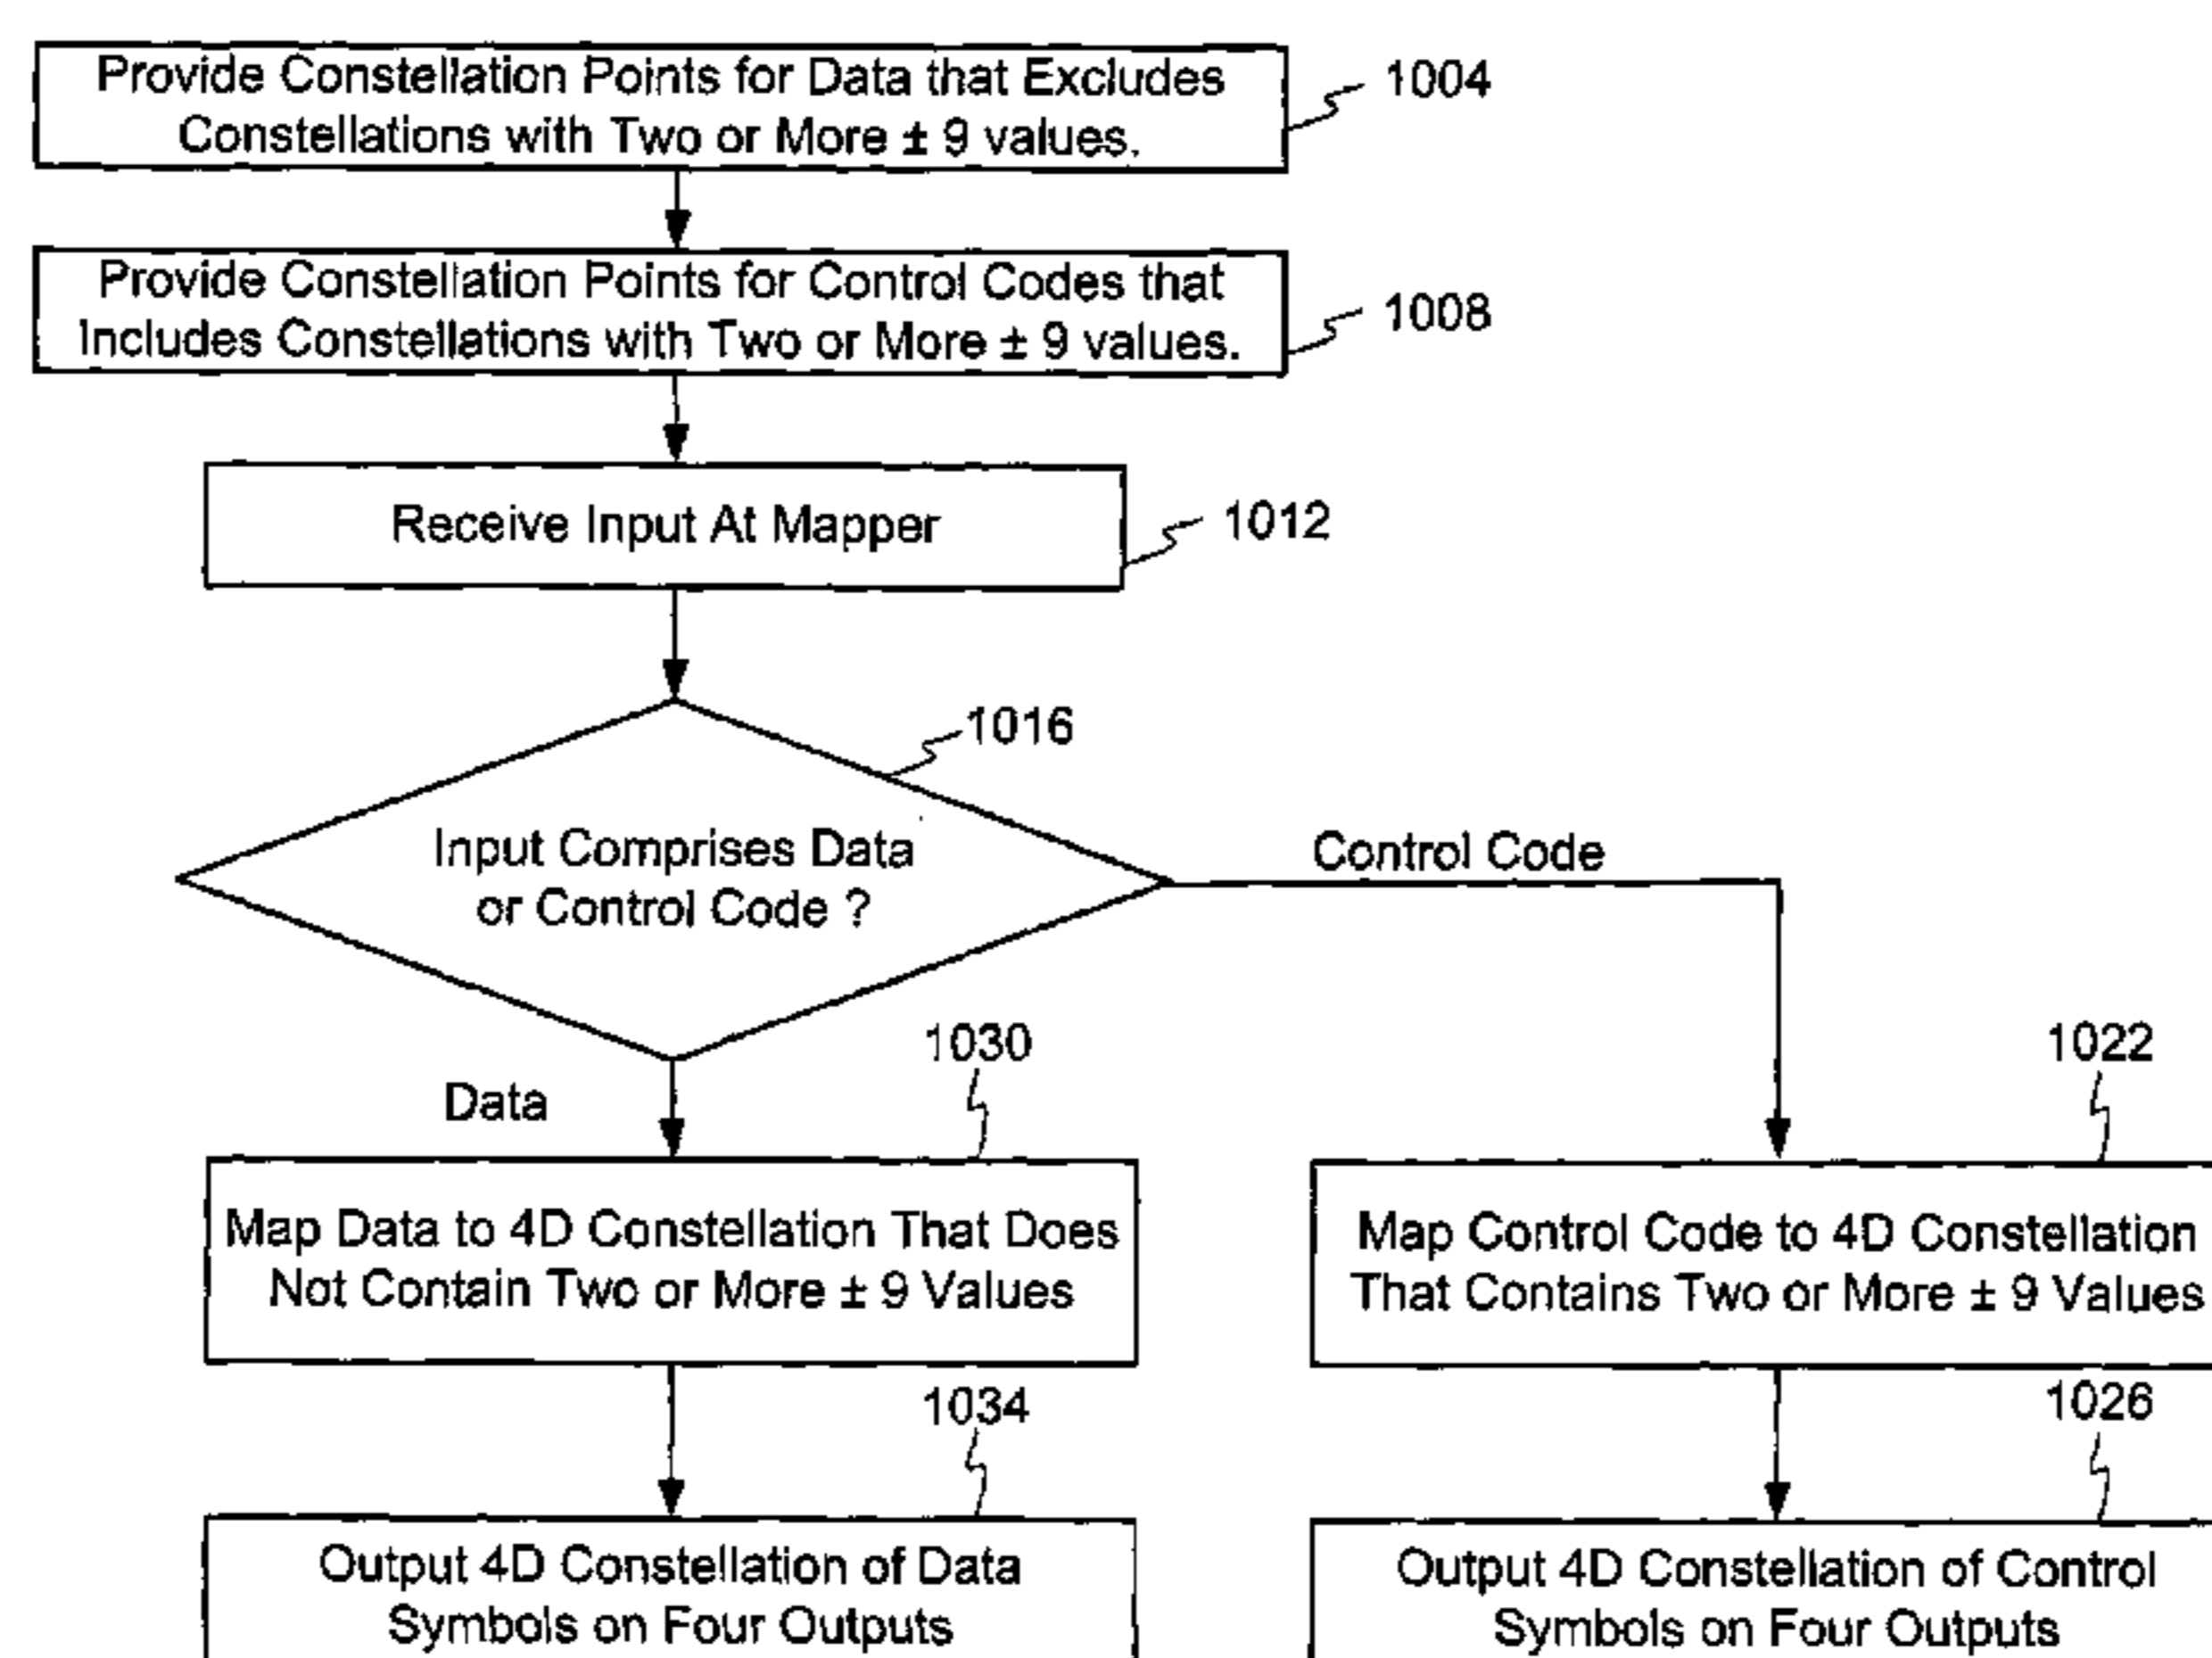 Provide Constellation Points for Data that Excludes
Constellations with Two or More ± 9 values.
1004
Provide Constellation Points for Control Codes that
Includes Constellations with Two or More ± 9 values.
1008
Receive Input At Mapper
1012
1016
Input Comprises Data
or Control Code ?
Control Code
Data
1030
1022
Map Data to 4D Constellation That Does
Not Contain Two or More ± 9 Values
Map Control Code to 4D Constellation
That Contains Two or More ± 9 Values
1034
1026
Output 4D Constellation of Data
Symbols on Four Outputs
Output 4D Constellation of Control
Symbols on Four Outputs